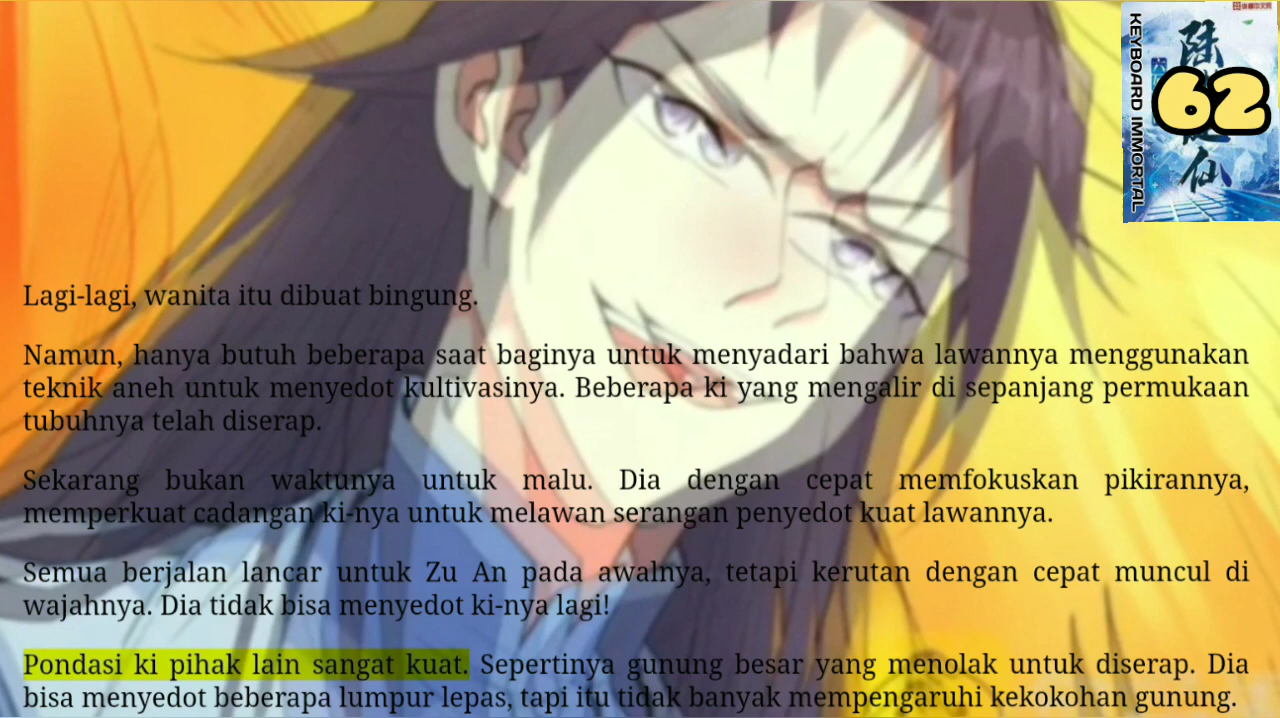 KEYBOARD IMMORTAL
62
仙
Lagi-lagi, wanita itu dibuat bingung.
Namun, hanya butuh beberapa saat baginya untuk menyadari bahwa lawannya menggunakan
teknik aneh untuk menyedot kultivasinya. Beberapa ki yang mengalir di sepanjang permukaan
tubuhnya telah diserap.
Sekarang bukan waktunya untuk malu. Dia dengan cepat memfokuskan pikirannya,
memperkuat cadangan ki-nya untuk melawan serangan penyedot kuat lawannya.
Semua berjalan lancar untuk Zu An pada awalnya, tetapi kerutan dengan cepat muncul di
wajahnya. Dia tidak bisa menyedot ki-nya lagi!
Pondasi ki pihak lain sangat kuat. Sepertinya gunung besar yang menolak untuk diserap. Dia
bisa menyedot beberapa lumpur lepas, tapi itu tidak banyak mempengaruhi kekokohan gunung.